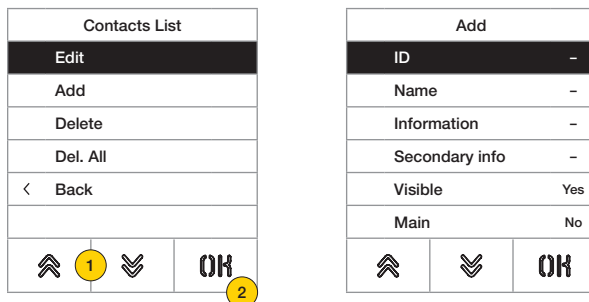 Contacts List
Edit
Add
Delete
Del. All
< Back
1
OK
2
Add
ID –
Name –
Information –
Secondary info –
Visible Yes
Main No
OK